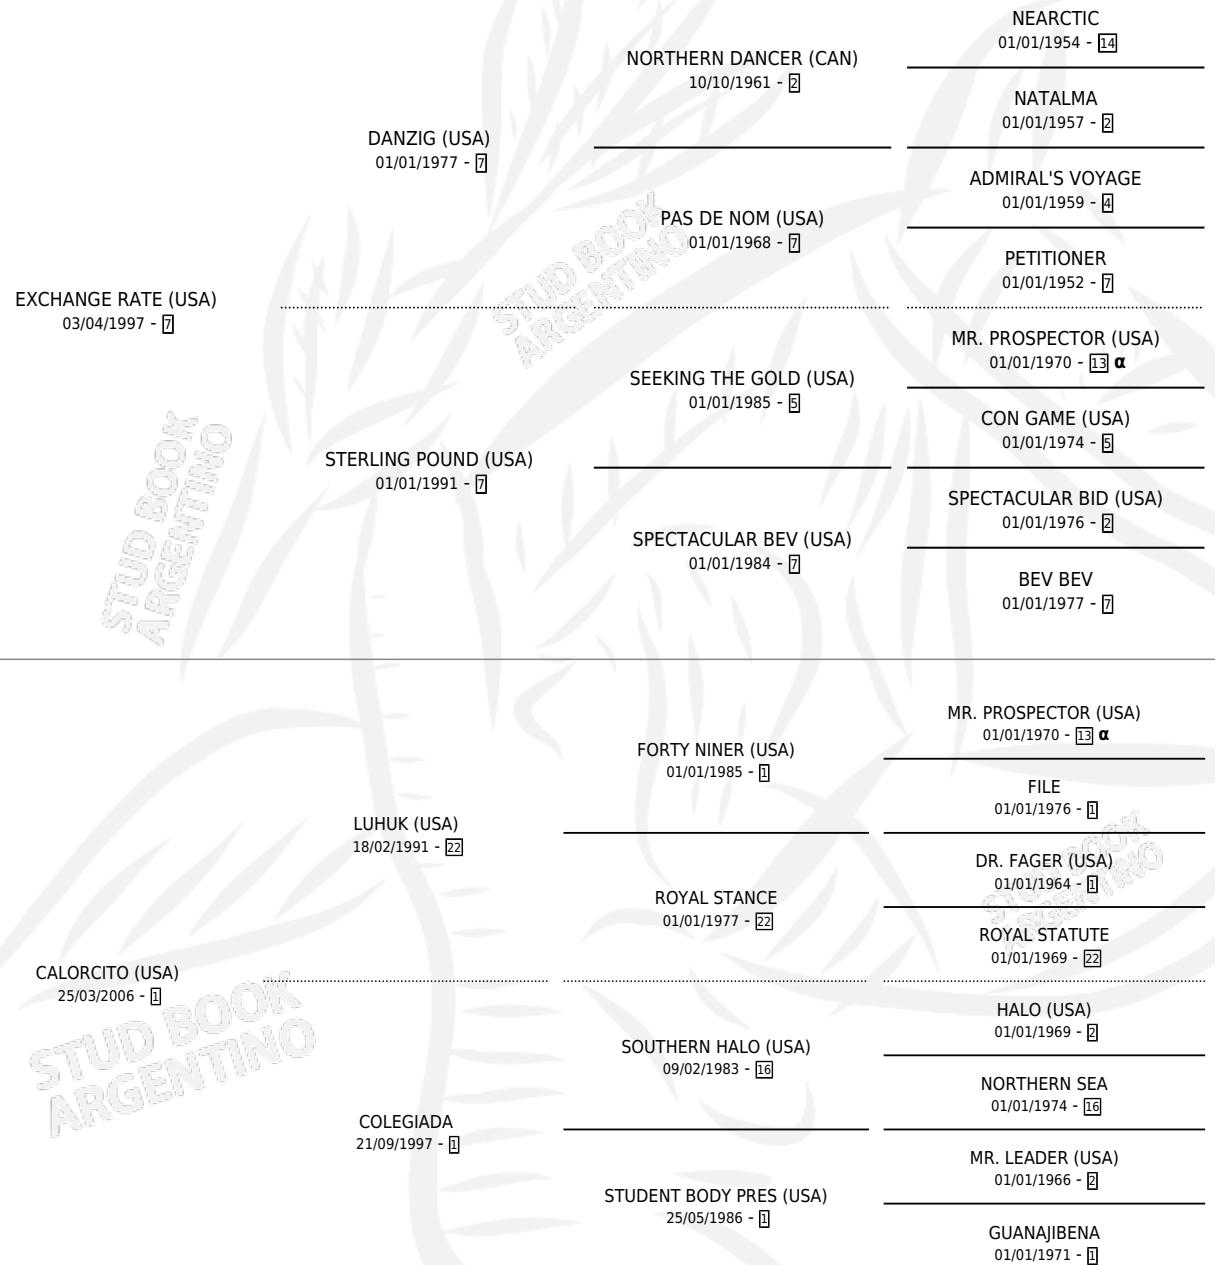 NEARCTIC
01/01/1954 - 14
NORTHERN DANCER (CAN)
10/10/1961 - 2
NATALMA
01/01/1957 - 2
DANZIG (USA)
01/01/1977 - 7
ADMIRAL'S VOYAGE
01/01/1959 - 4
PAS DE NOM (USA)
01/01/1968 - 7
PETITIONER
01/01/1952 - 7
EXCHANGE RATE (USA)
03/04/1997 - 7
MR. PROSPECTOR (USA)
01/01/1970 - 13 α
SEEKING THE GOLD (USA)
01/01/1985 - 5
CON GAME (USA)
01/01/1974 - 5
STERLING POUND (USA)
01/01/1991 - 7
SPECTACULAR BID (USA)
01/01/1976 - 2
SPECTACULAR BEV (USA)
01/01/1984 - 7
BEV BEV
01/01/1977 - 7
MR. PROSPECTOR (USA)
01/01/1970 - 13 α
FORTY NINER (USA)
01/01/1985 - 1
FILE
01/01/1976 - 1
LUHUK (USA)
18/02/1991 - 22
DR. FAGER (USA)
01/01/1964 - 1
ROYAL STANCE
01/01/1977 - 22
ROYAL STATUTE
01/01/1969 - 22
CALORCITO (USA)
25/03/2006 - 1
HALO (USA)
01/01/1969 - 2
SOUTHERN HALO (USA)
09/02/1983 - 16
NORTHERN SEA
01/01/1974 - 16
COLEGIADA
21/09/1997 - 1
MR. LEADER (USA)
01/01/1966 - 2
STUDENT BODY PRES (USA)
25/05/1986 - 1
GUANAJIBENA
01/01/1971 - 1
STUD BOOK
ARGENTINO
STUD BOOK
ARGENTINO
STUD BOOK
ARGENTINO
STUD BOOK
ARGENTINO